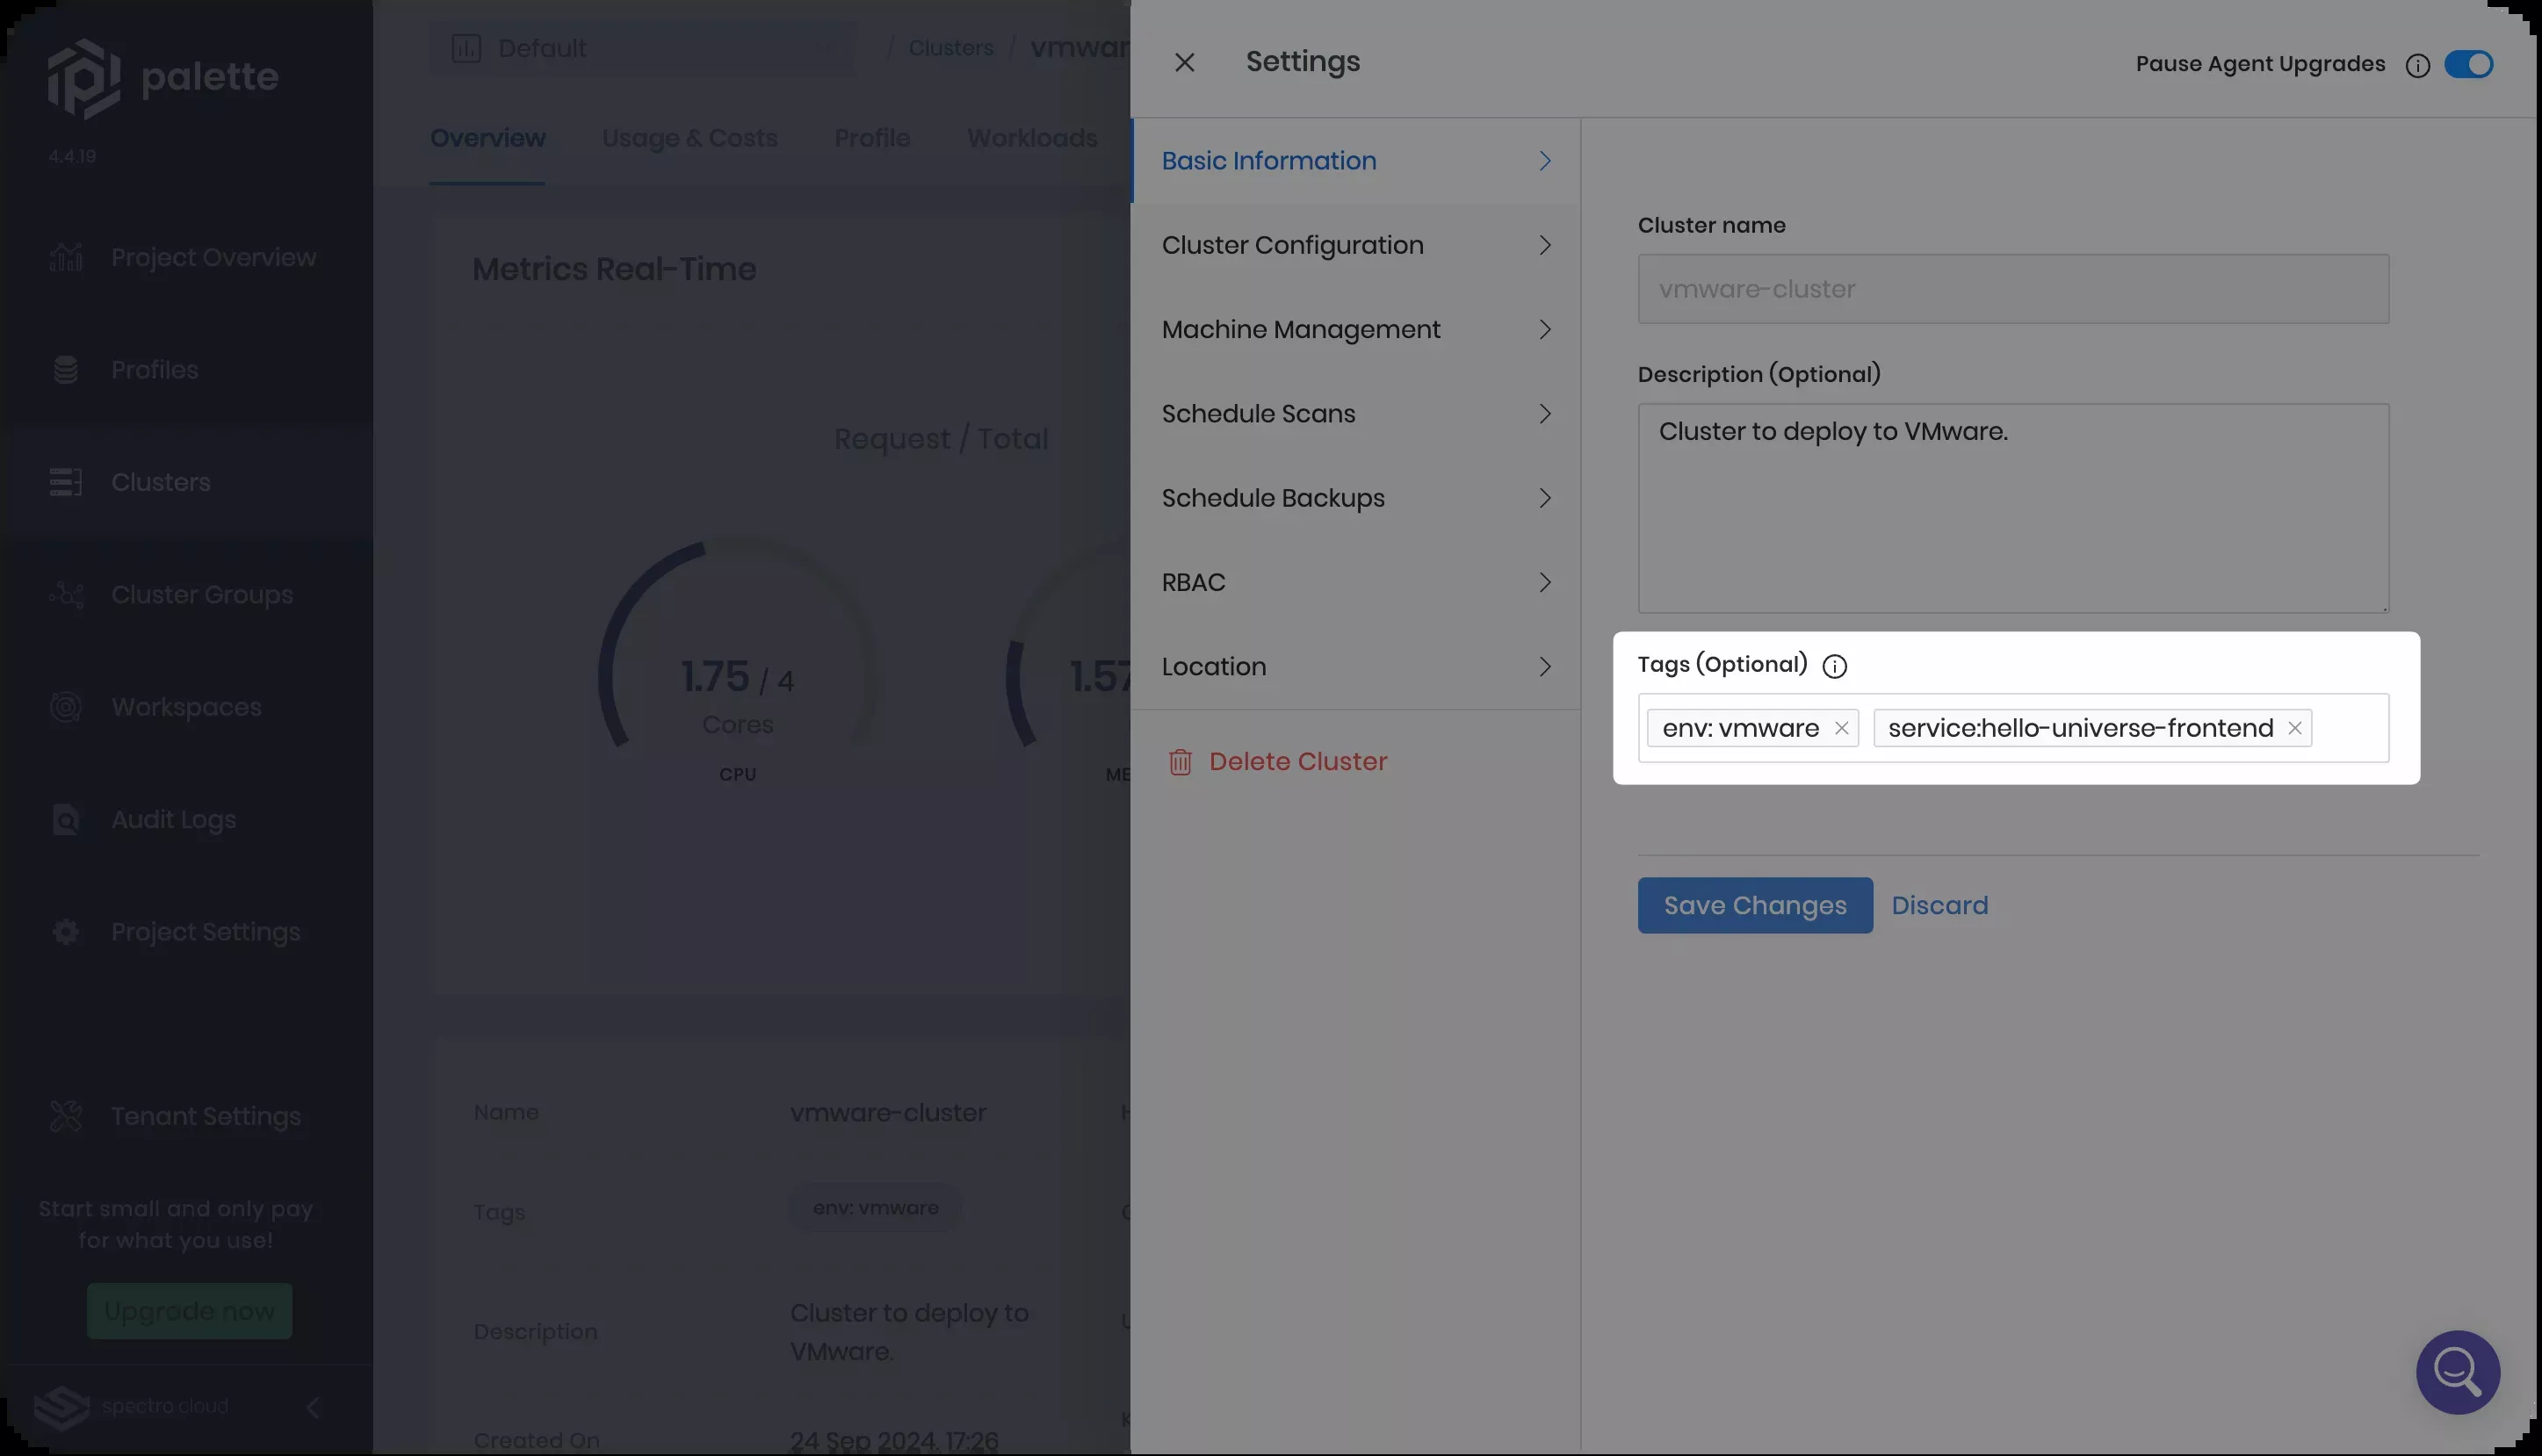 palette
4.4.19
Project Overview
Profiles
Clusters
Cluster Groups
Workspaces
Audit Logs
Project Settings
Tenant Settings
Start small and only pay
for what you use!
Upgrade now
spectro cloud
Default / Clusters /
Overview Usage & Costs Profile Workloads
Metrics Real-Time
Request / Total
1.75 / 4
Cores
CPU
1.57
Name vmware-cluster
Tags env: vmware
Description Cluster to deploy to
VMware.
Created On 24 Sep 2024, 17:26
Settings
Pause Agent Upgrades
Basic Information
Cluster Configuration
Machine Management
Schedule Scans
Schedule Backups
RBAC
Location
Delete Cluster
Cluster name
vmware-cluster
Description (Optional)
Cluster to deploy to VMware.
Tags (Optional)
env: vmware service:hello-universe-frontend
Save Changes Discard